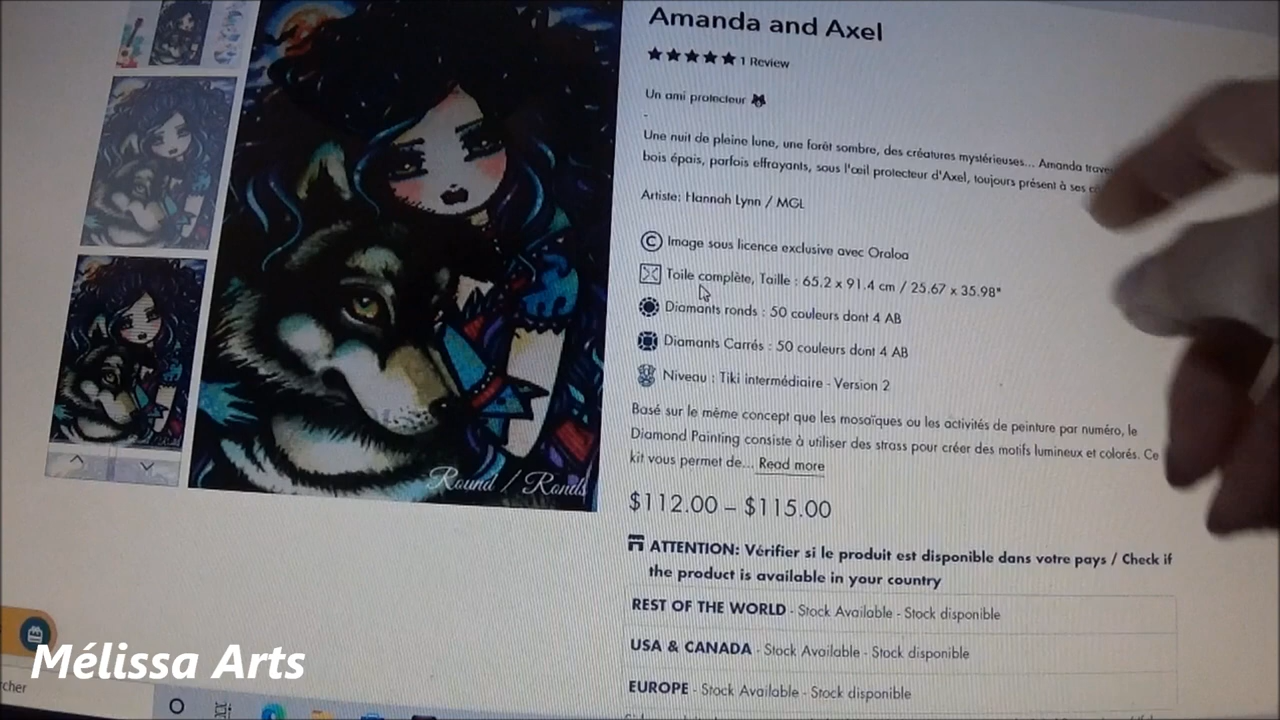 Amanda and Axel
1 Review
Un ami protecteur
-
Une nuit de pleine lune, une forêt sombre, des créatures mystérieuses... Amanda
bois épais, parfois effrayants, sous l'œil protecteur d'Axel, toujours présent à ses
Artiste: Hannah Lynn / MGL
© Image sous licence exclusive avec Oraloa
Toile complète, Taille : 65.2 x 91.4 cm / 25.67 x 35.98"
Diamants ronds : 50 couleurs dont 4 AB
Diamants Carrés : 50 couleurs dont 4 AB
Niveau : Tiki intermédiaire - Version 2
Basé sur le même concept que les mosaïques ou les activités de peinture par numéro, le
Diamond Painting consiste à utiliser des strass pour créer des motifs lumineux et colorés. Ce
kit vous permet de... Read more
Round / Ronds
$112.00 – $115.00
ATTENTION: Vérifier si le produit est disponible dans votre pays / Check if
the product is available in your country
REST OF THE WORLD - Stock Available - Stock disponible
USA & CANADA - Stock Available - Stock disponible
EUROPE - Stock Available - Stock disponible
Mélissa Arts
cher